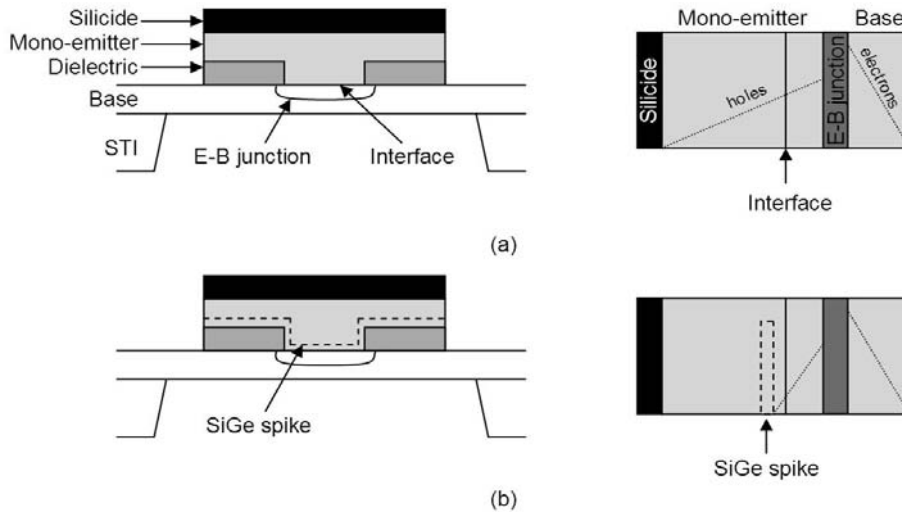 Silicide
Mono-emitter
Dielectric
Base
STI
E-B junction
Interface
Mono-emitter
Base
Silicide
holes
E-B junction
electrons
Interface
(a)
SiGe spike
SiGe spike
(b)